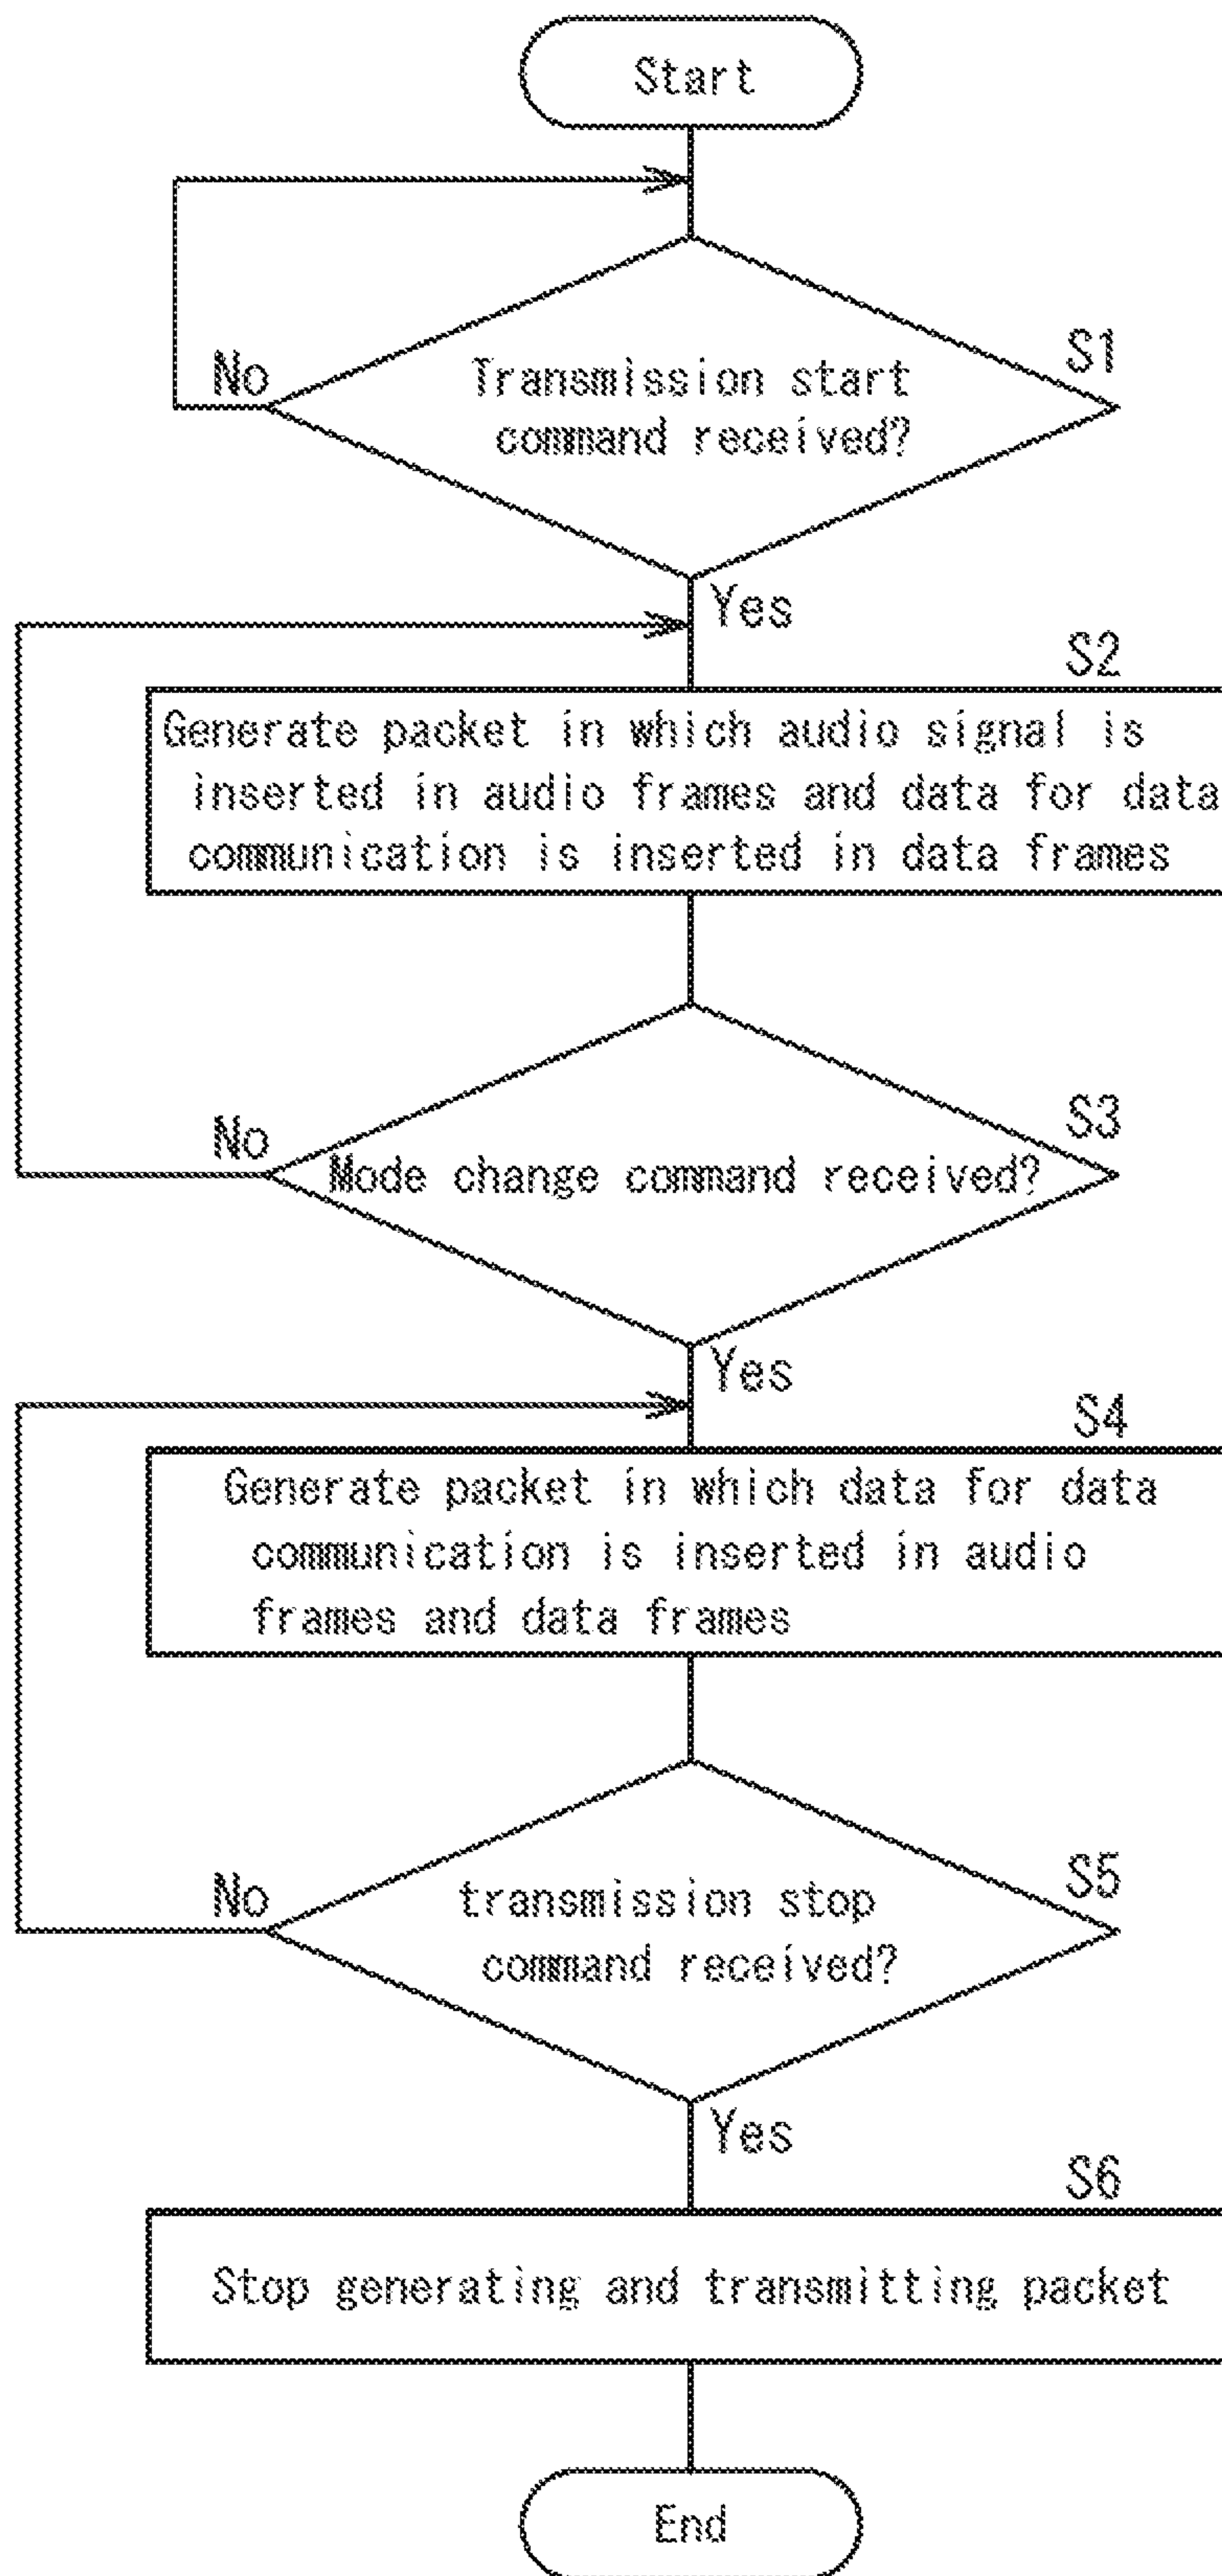 Start
No
S1
Transmission start
command received?
Yes
S2
Generate packet in which audio signal is
inserted in audio frames and data for data
communication is inserted in data frames
No
S3
Mode change command received?
Yes
S4
Generate packet in which data for data
communication is inserted in audio
frames and data frames
No
S5
transmission stop
command received?
Yes
S6
Stop generating and transmitting packet
End